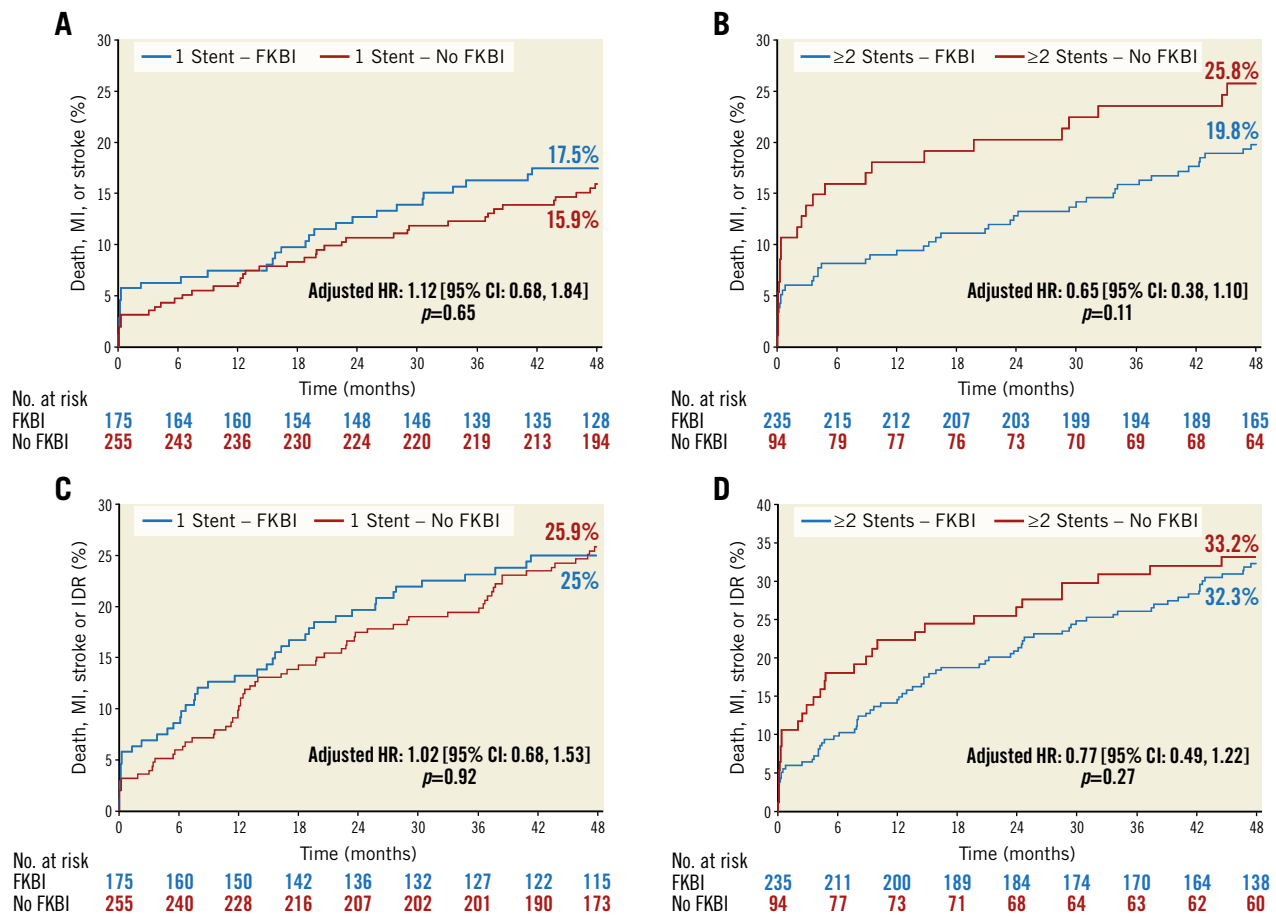 A
1 Stent – FKBI 1 Stent – No FKBI
Death, MI, or stroke (%)
30
25
20
15
10
5
0
17.5%
15.9%
Adjusted HR: 1.12 [95% CI: 0.68, 1.84]
p=0.65
0 6 12 18 24 30 36 42 48
Time (months)
No. at risk
FKBI 175 164 160 154 148 146 139 135 128
No FKBI 255 243 236 230 224 220 219 213 194
B
≥2 Stents – FKBI ≥2 Stents – No FKBI
Death, MI, or stroke (%)
30
25
20
15
10
5
0
25.8%
19.8%
Adjusted HR: 0.65 [95% CI: 0.38, 1.10]
p=0.11
0 6 12 18 24 30 36 42 48
Time (months)
No. at risk
FKBI 235 215 212 207 203 199 194 189 165
No FKBI 94 79 77 76 73 70 69 68 64
C
1 Stent – FKBI 1 Stent – No FKBI
Death, MI, stroke or IDR (%)
30
25
20
15
10
5
0
25.9%
25%
Adjusted HR: 1.02 [95% CI: 0.68, 1.53]
p=0.92
0 6 12 18 24 30 36 42 48
Time (months)
No. at risk
FKBI 175 160 150 142 136 132 127 122 115
No FKBI 255 240 228 216 207 202 201 190 173
D
≥2 Stents – FKBI ≥2 Stents – No FKBI
Death, MI, stroke or IDR (%)
40
35
30
25
20
15
10
5
0
33.2%
32.3%
Adjusted HR: 0.77 [95% CI: 0.49, 1.22]
p=0.27
0 6 12 18 24 30 36 42 48
Time (months)
No. at risk
FKBI 235 211 200 189 184 174 170 164 138
No FKBI 94 77 73 71 68 64 63 62 60